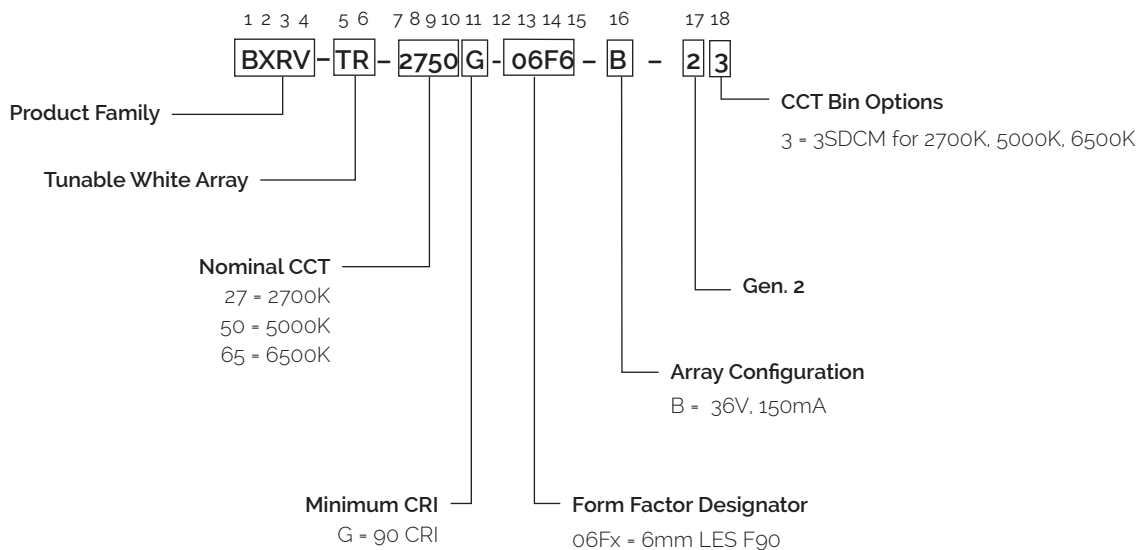 1 2 3 4 5 6 7 8 9 10 11 12 13 14 15 16 17 18
BXRV – TR – 2750 G - 06F6 – B – 2 3
Product Family
CCT Bin Options
3 = 3SDCM for 2700K, 5000K, 6500K
Tunable White Array
Nominal CCT
27 = 2700K
50 = 5000K
65 = 6500K
Gen. 2
Array Configuration
B = 36V, 150mA
Minimum CRI
G = 90 CRI
Form Factor Designator
06Fx = 6mm LES F90